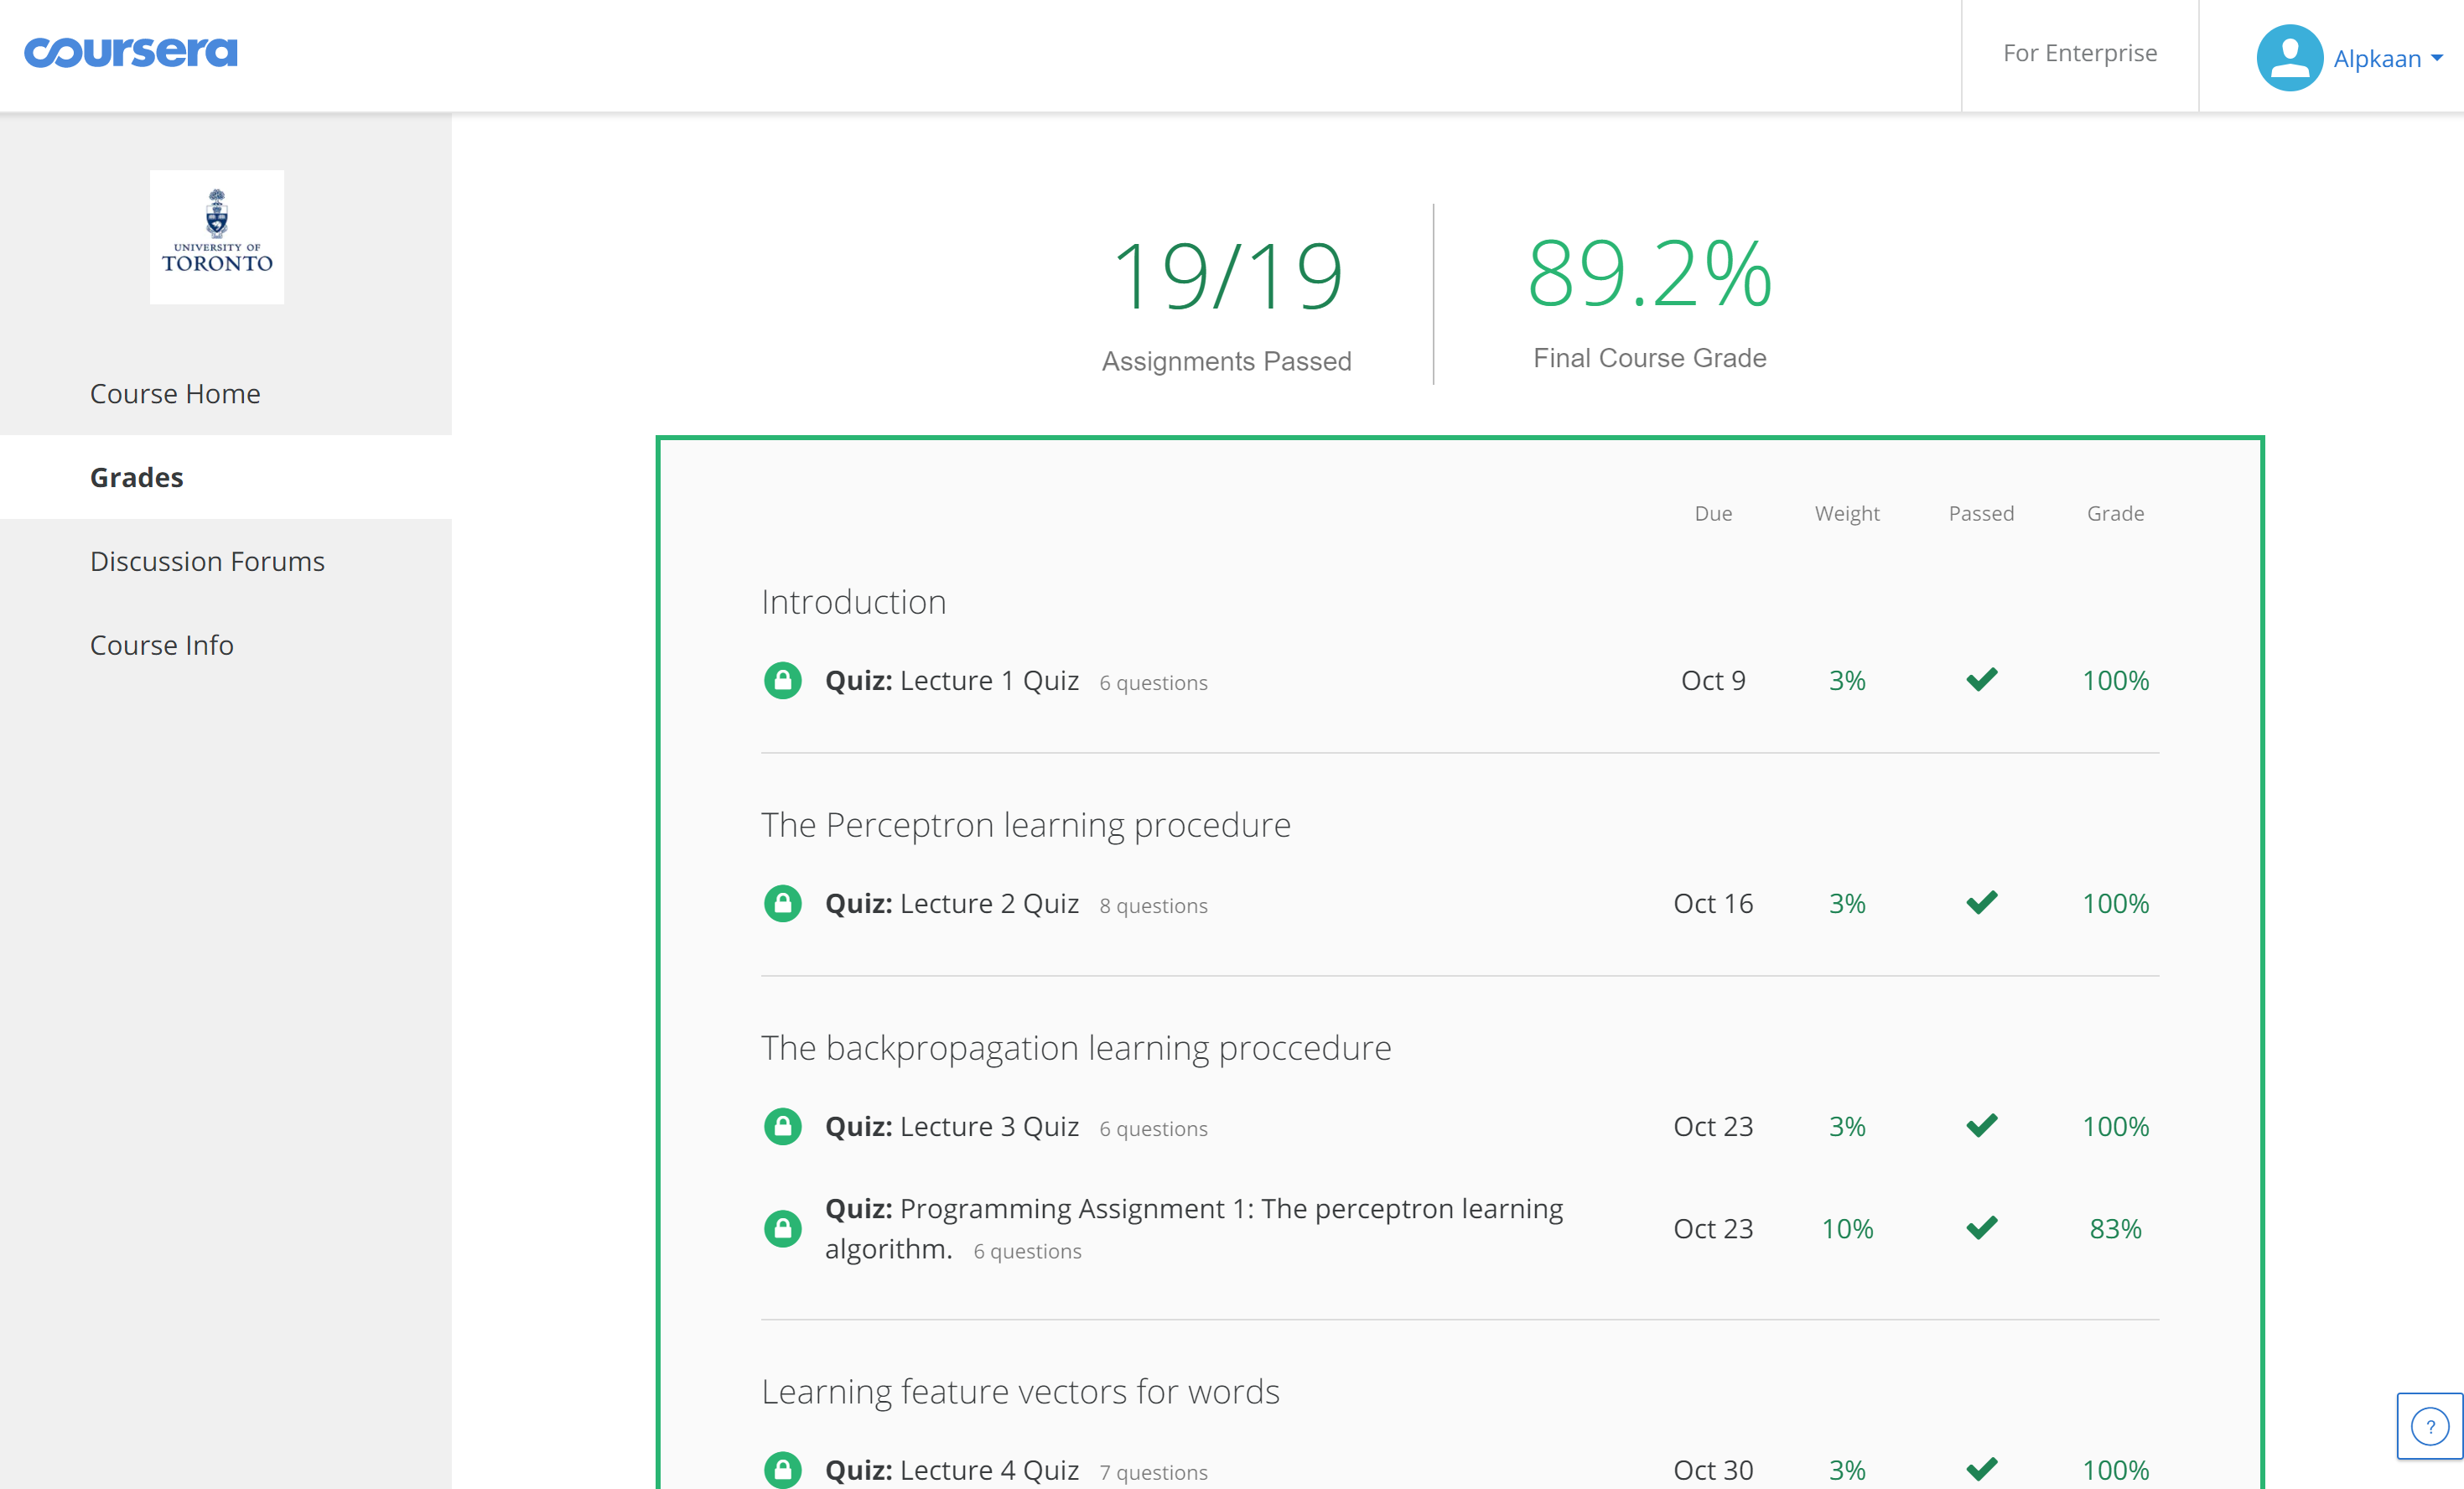 coursera
For Enterprise
Alpkaan
UNIVERSITY OF
TORONTO
Course Home
Grades
Discussion Forums
Course Info
19/19
Assignments Passed
89.2%
Final Course Grade
Due Weight Passed Grade
Introduction
Quiz: Lecture 1 Quiz 6 questions Oct 9 3% 100%
The Perceptron learning procedure
Quiz: Lecture 2 Quiz 8 questions Oct 16 3% 100%
The backpropagation learning proccedure
Quiz: Lecture 3 Quiz 6 questions Oct 23 3% 100%
Quiz: Programming Assignment 1: The perceptron learning
algorithm. 6 questions Oct 23 10% 83%
Learning feature vectors for words
Quiz: Lecture 4 Quiz 7 questions Oct 30 3% 100%
?